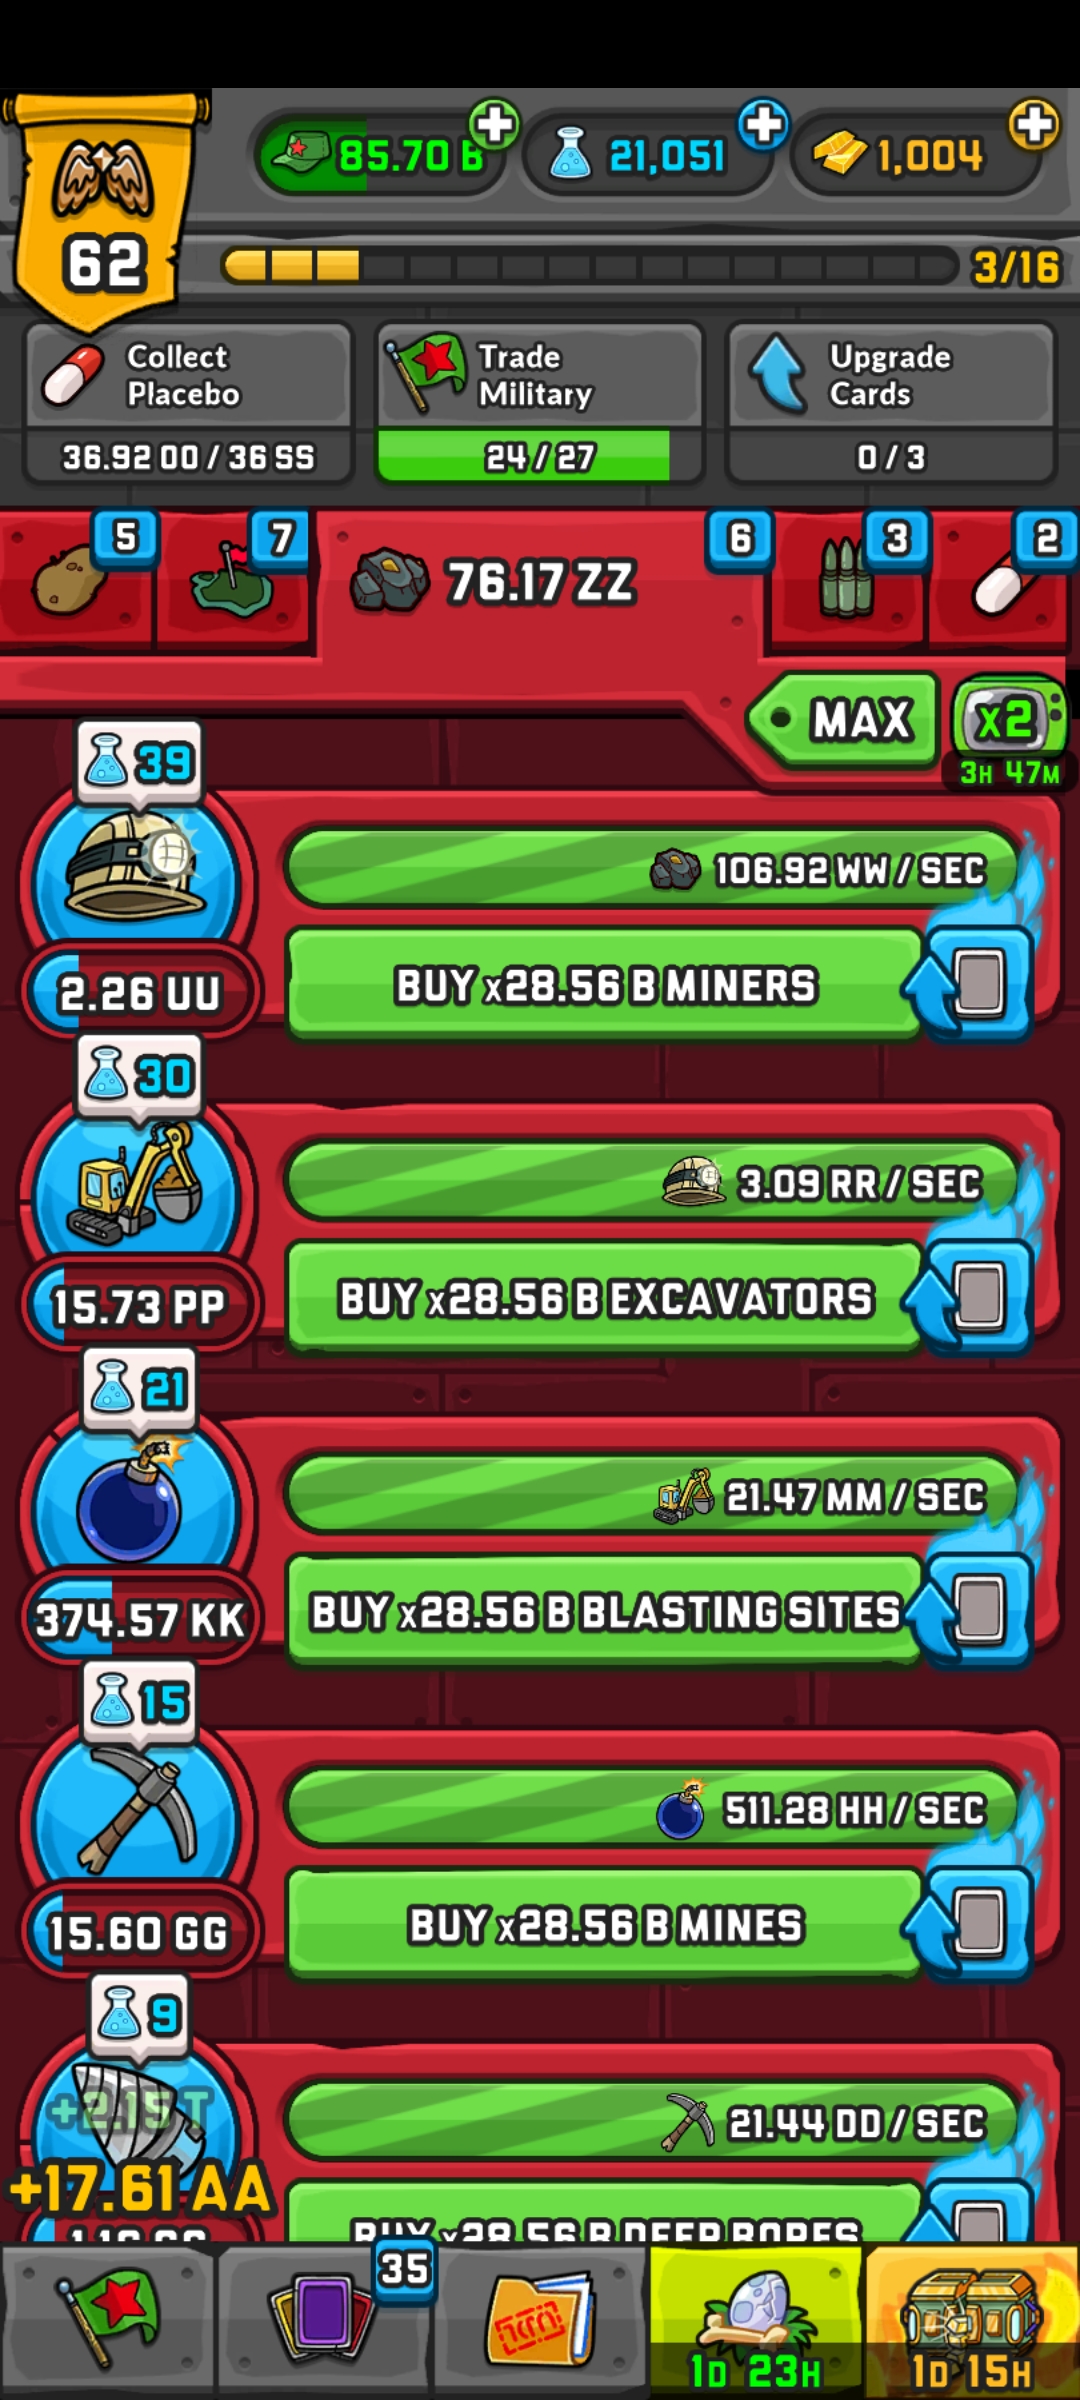 85.70 B
21,051
1,004
62
3/16
Collect
Placebo
36.92 OO / 36 SS
Trade
Military
24 / 27
Upgrade
Cards
0 / 3
5
7
76.17 ZZ
6
3
2
MAX
x2
3H 47M
39
106.92 WW / SEC
2.26 UU
BUY x28.56 B MINERS
30
3.09 RR / SEC
15.73 PP
BUY x28.56 B EXCAVATORS
21
21.47 MM / SEC
374.57 KK
BUY x28.56 B BLASTING SITES
15
511.28 HH / SEC
15.60 GG
BUY x28.56 B MINES
9
+2.15 T
21.44 DD / SEC
+17.61 AA
BUY x28.56 B DEEP BORES
35
1D 23H
1D 15H